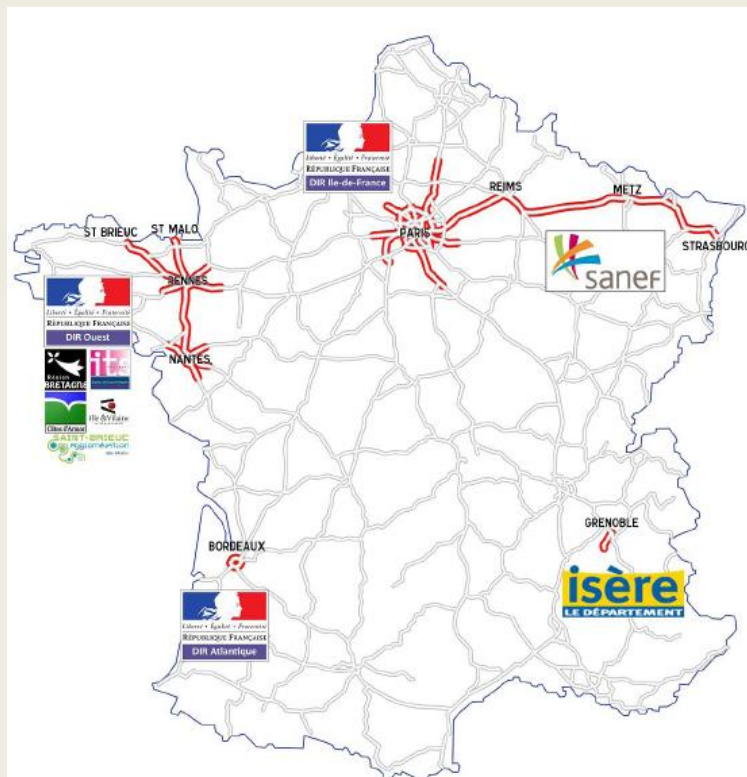 Liberté • Égalité • Fraternité
RÉPUBLIQUE FRANÇAISE
DIR Ile-de-France
REIMS
METZ
ST BRIEUC
ST MALO
PARIS
STRASBOURG
sanef
RENNES
Liberté • Égalité • Fraternité
RÉPUBLIQUE FRANÇAISE
DIR Ouest
NANTES
Région
BRETAGNE
its
Côtes d'Armor
Ille & Vilaine
SAINT-BRIEUC
agglomération
GRENOBLE
BORDEAUX
isère
LE DÉPARTEMENT
Liberté • Égalité • Fraternité
RÉPUBLIQUE FRANÇAISE
DIR Atlantique